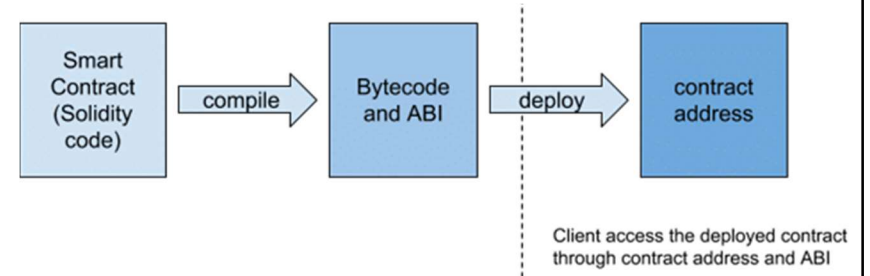 Smart
Contract
(Solidity
code)
compile
Bytecode
and ABI
deploy
contract
address
Client access the deployed contract
through contract address and ABI